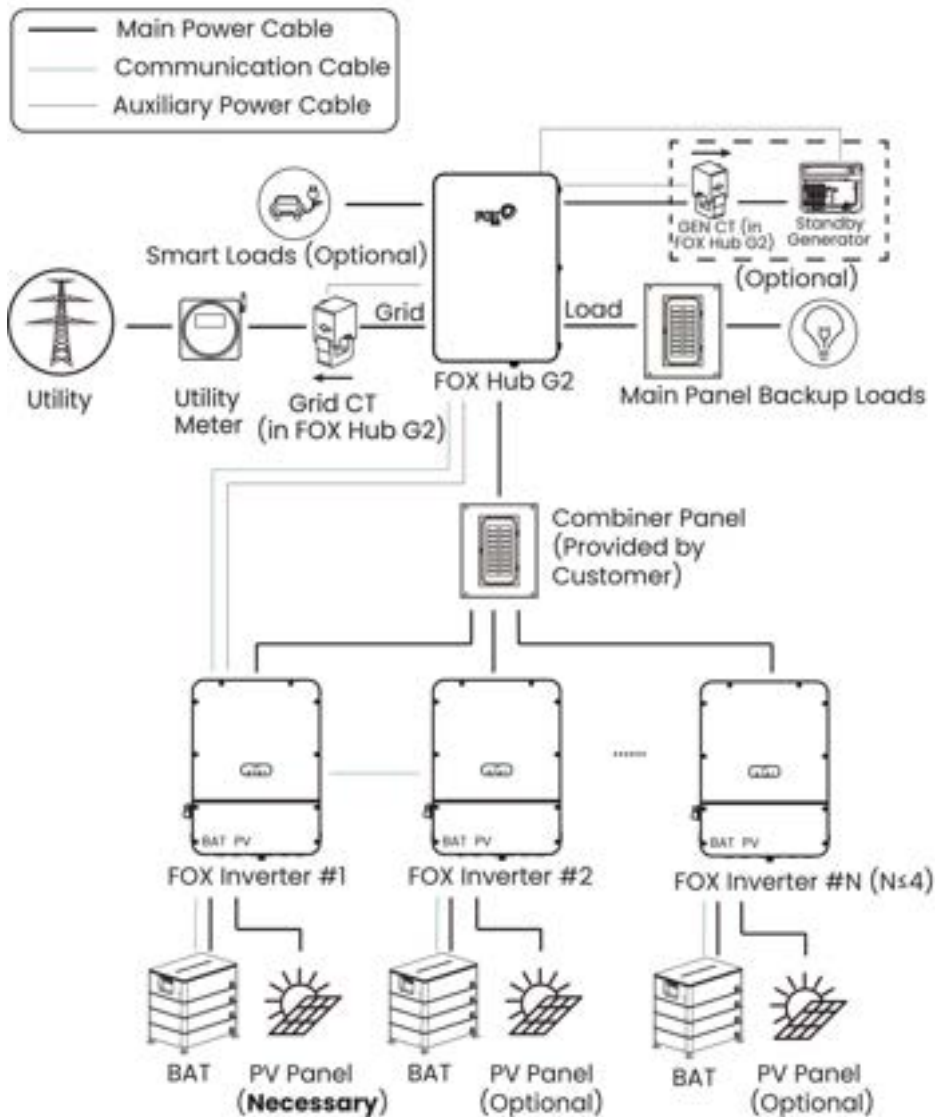 Main Power Cable
Communication Cable
Auxiliary Power Cable
FOX
GEN CT (in
FOX Hub G2)
Standby
Generator
(Optional)
Smart Loads (Optional)
Grid
Load
Utility
Utility
Meter
Grid CT
(in FOX Hub G2)
FOX Hub G2
Main Panel
Backup Loads
Combiner Panel
(Provided by
Customer)
......
BAT PV
BAT PV
BAT PV
FOX Inverter #1
FOX Inverter #2
FOX Inverter #N (N≤4)
BAT
PV Panel
(Necessary)
BAT
PV Panel
(Optional)
BAT
PV Panel
(Optional)